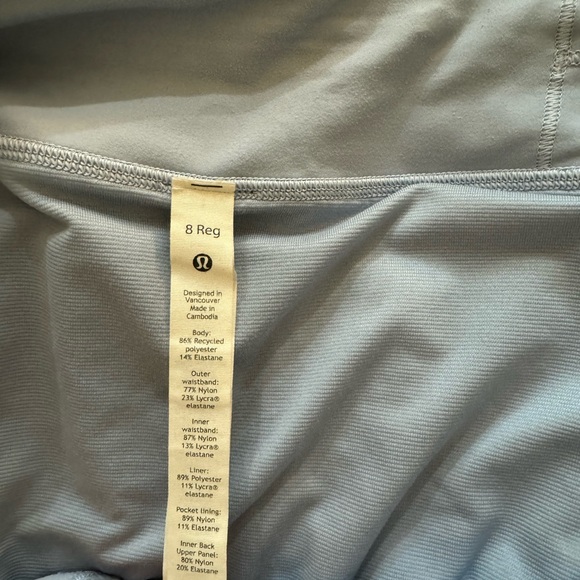 8 Reg
Designed in
Vancouver
Made in
Cambodia
Body:
86% Recycled
polyester
14% Elastane
Outer
waistband:
77% Nylon
23% Lycra®
elastane
Inner
waistband:
87% Nylon
13% Lycra®
elastane
Liner:
89% Polyester
11% Lycra®
elastane
Pocket lining:
89% Nylon
11% Elastane
Inner Back
Upper Panel:
80% Nylon
20% Elastane